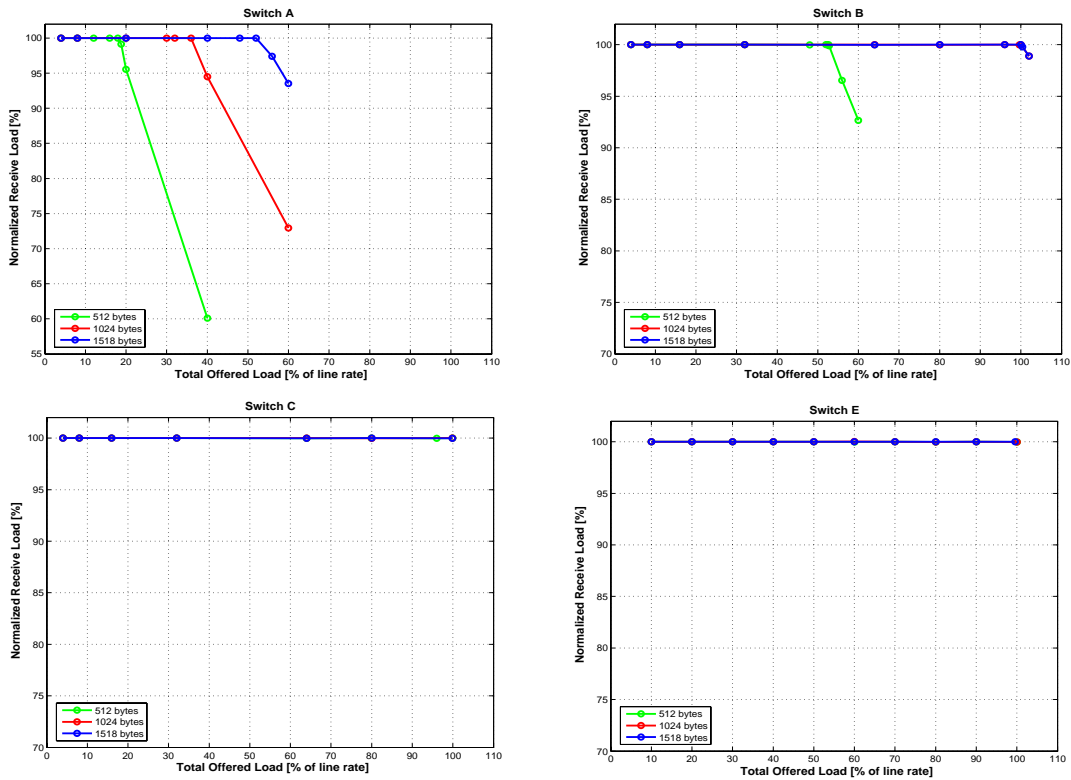 Switch A
Normalized Receive Load [%]
100
95
90
85
80
75
70
65
60
55
512 bytes
1024 bytes
1518 bytes
0 10 20 30 40 50 60 70 80 90 100 110
Total Offered Load [% of line rate]
Switch B
Normalized Receive Load [%]
100
95
90
85
80
75
70
512 bytes
1024 bytes
1518 bytes
0 10 20 30 40 50 60 70 80 90 100 110
Total Offered Load [% of line rate]
Switch C
Normalized Receive Load [%]
100
95
90
85
80
75
70
512 bytes
1024 bytes
1518 bytes
0 10 20 30 40 50 60 70 80 90 100 110
Total Offered Load [% of line rate]
Switch E
Normalized Receive Load [%]
100
95
90
85
80
75
70
512 bytes
1024 bytes
1518 bytes
0 10 20 30 40 50 60 70 80 90 100 110
Total Offered Load [% of line rate]